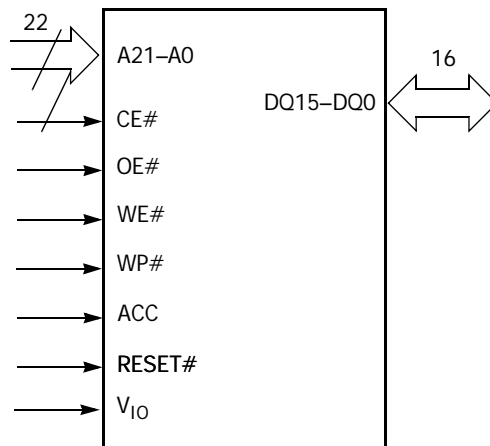 22
A21–A0
16
DQ15–DQ0
CE#
OE#
WE#
WP#
ACC
RESET#
VIO